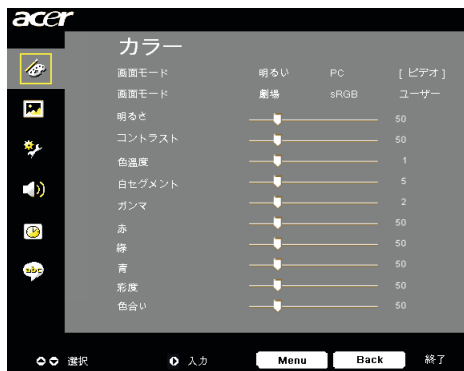 acer
カラー
画面モード 明るい PC [ ビデオ ]
画面モード 劇場 sRGB ユーザー
明るさ 50
コントラスト 50
色温度 1
白セグメント 5
ガンマ 2
赤 50
緑 50
青 50
彩度 50
色合い 50
abc
選択 入力 Menu Back 終了